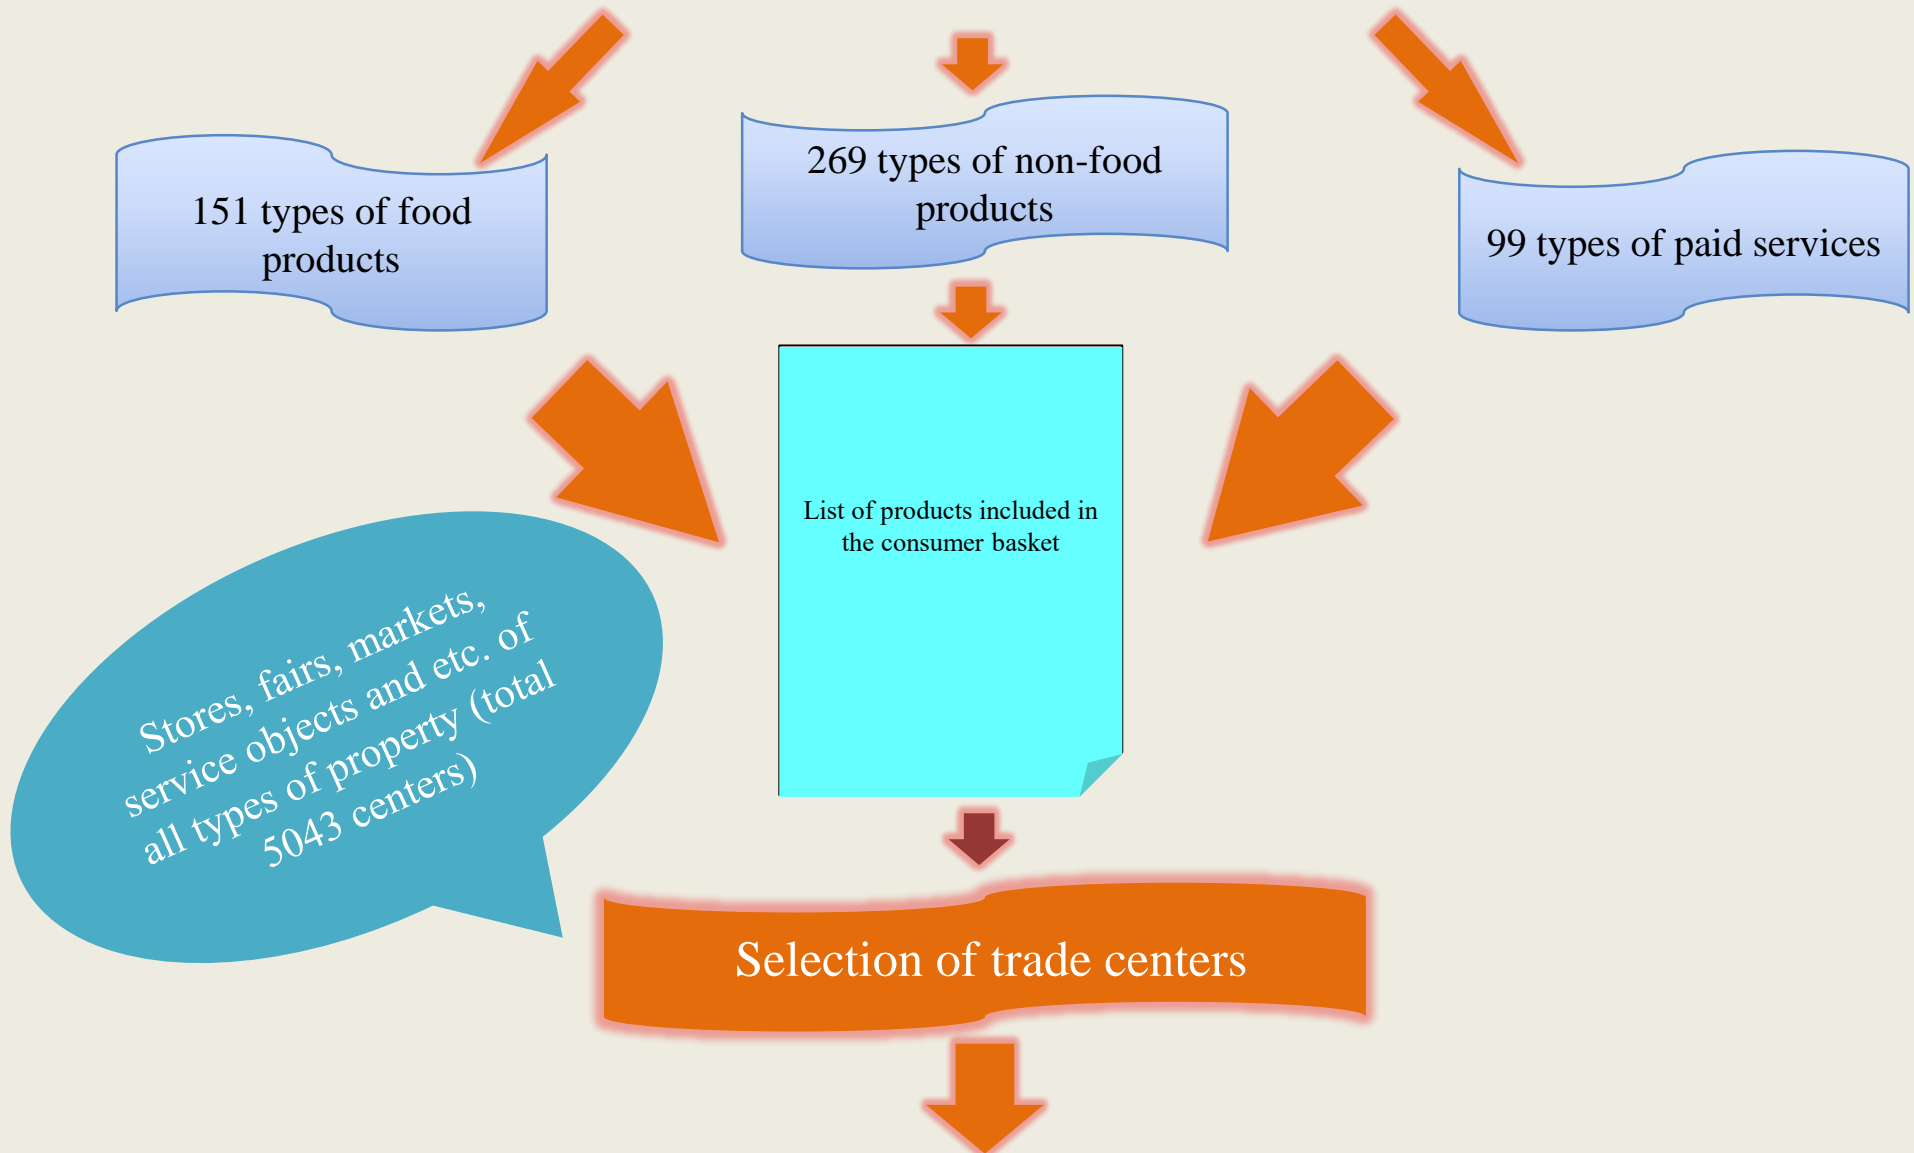 151 types of food
products
269 types of non-food
products
99 types of paid services
List of products included in
the consumer basket
Stores, fairs, markets,
service objects and etc. of
all types of property (total
5043 centers)
Selection of trade centers